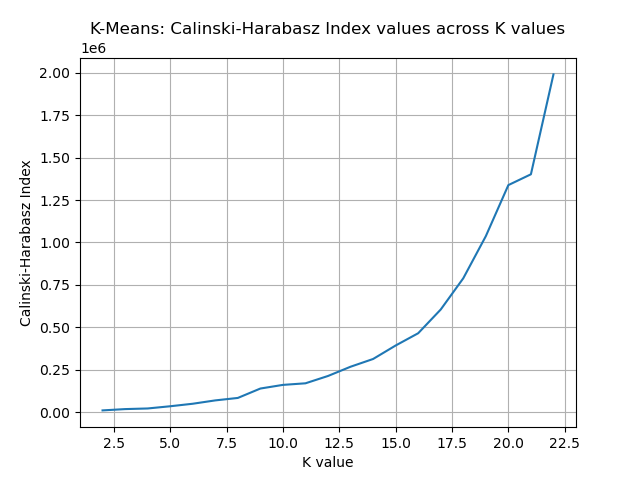 K-Means: Calinski-Harabasz Index values across K values
1e6
2.00
1.75
1.50
1.25
1.00
0.75
0.50
0.25
0.00
Calinski-Harabasz Index
2.5 5.0 7.5 10.0 12.5 15.0 17.5 20.0 22.5
K value